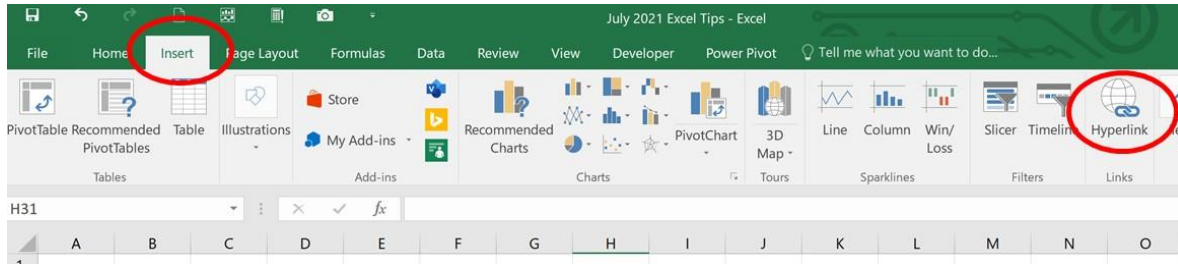 July 2021 Excel Tips - Excel
File Home Insert Page Layout Formulas Data Review View Developer Power Pivot Tell me what you want to do...
PivotTable Recommended PivotTables Table
Illustrations
Store
My Add-ins
Recommended Charts
PivotChart
3D Map
Line Column Win/Loss
Slicer Timeline
Hyperlink
Tables Add-ins Charts Tours Sparklines Filters Links
H31 fx
A B C D E F G H I J K L M N O
1